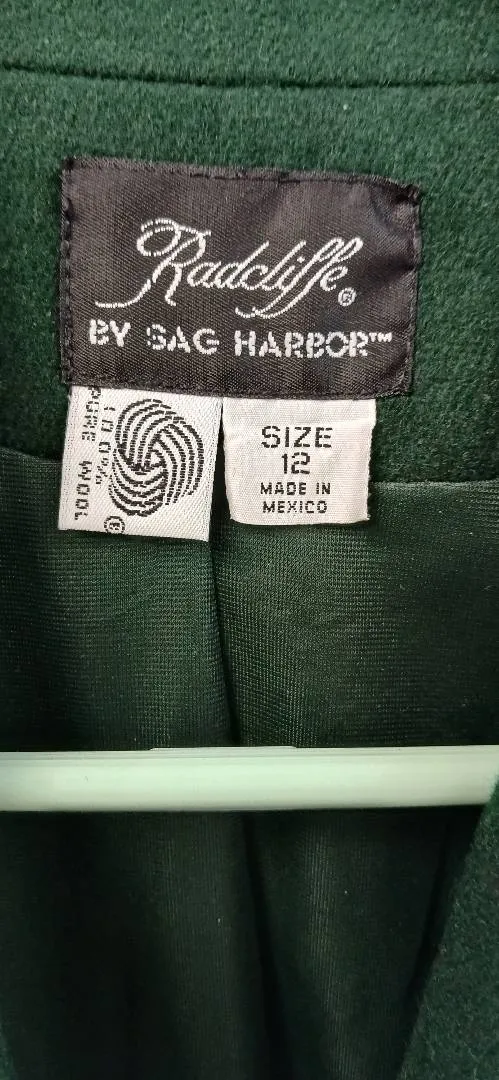 Radcliffe®
BY SAG HARBOR™
100%
PURE WOOL
®
SIZE
12
MADE IN
MEXICO